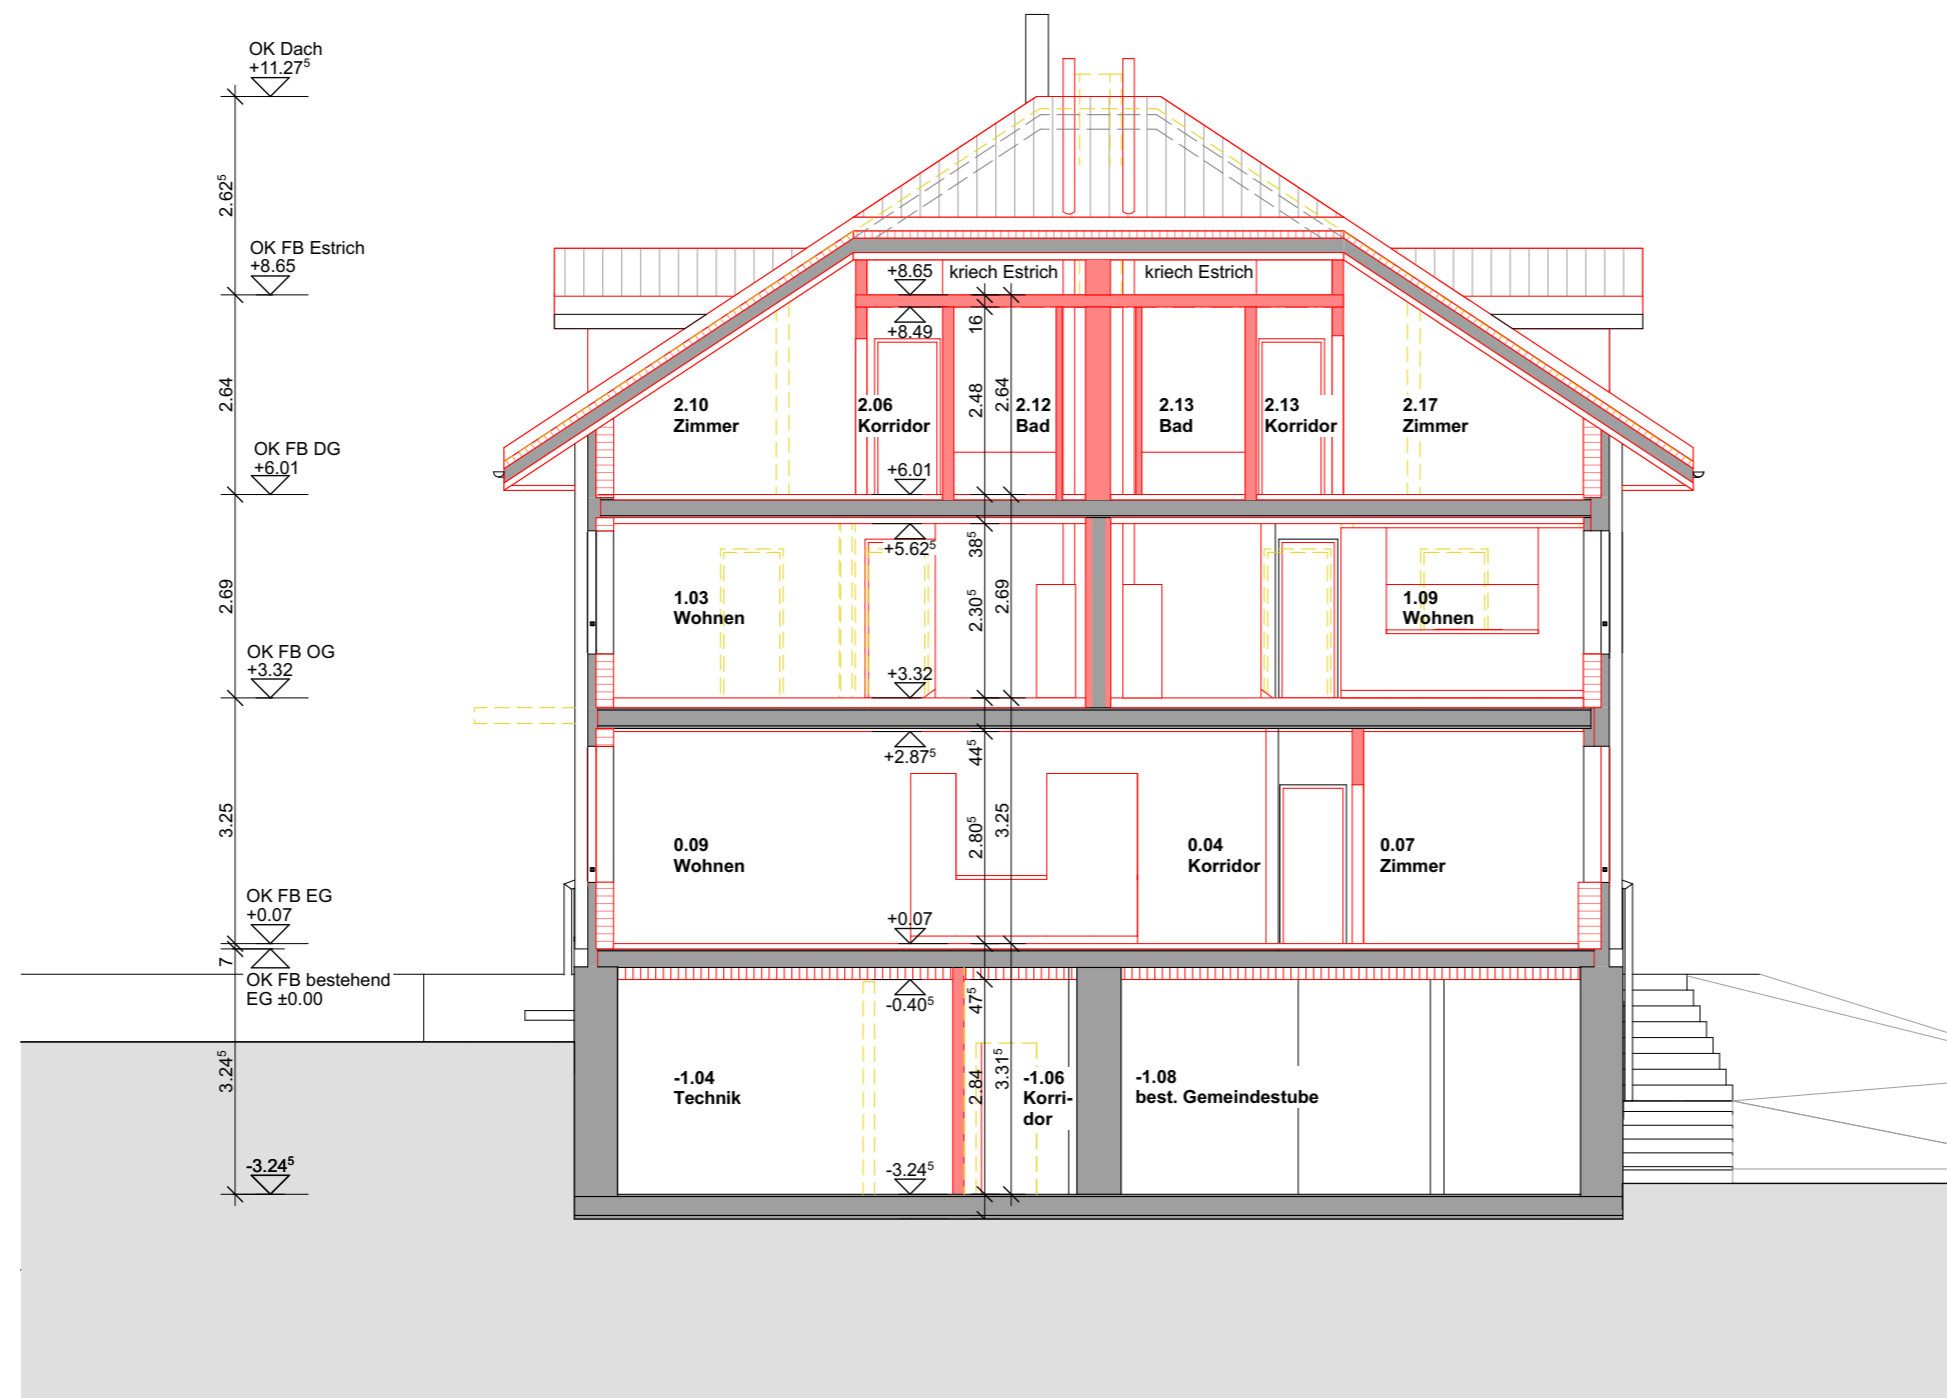 OK Dach
+11.27⁵
2.62⁵
OK FB Estrich
+8.65
2.64
OK FB DG
+6.01
2.69
OK FB OG
+3.32
3.25
OK FB EG
+0.07
7
OK FB bestehend
EG ±0.00
3.24⁵
-3.24⁵
+8.65
kriech Estrich
kriech Estrich
+8.49
16
2.48
2.64
2.10
Zimmer
2.06
Korridor
2.12
Bad
2.13
Bad
2.13
Korridor
2.17
Zimmer
+6.01
+5.62⁵
38⁵
2.30⁵
2.69
1.03
Wohnen
1.09
Wohnen
+3.32
+2.87⁵
44⁵
2.80⁵
3.25
0.09
Wohnen
0.04
Korridor
0.07
Zimmer
+0.07
-0.40⁵
47⁵
2.84
3.31⁵
-1.04
Technik
-1.06
Korri-
dor
-1.08
best. Gemeindestube
-3.24⁵